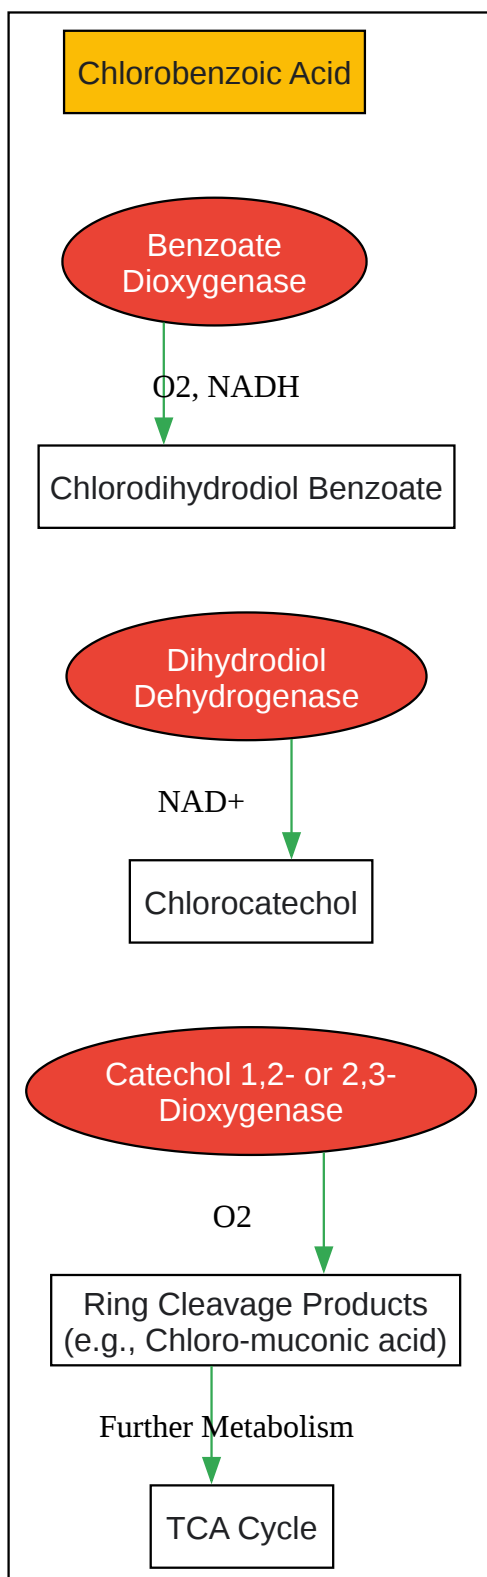 Chlorobenzoic Acid
Benzoate
Dioxygenase
O2, NADH
Chlorodihydrodiol Benzoate
Dihydrodiol
Dehydrogenase
NAD+
Chlorocatechol
Catechol 1,2- or 2,3-
Dioxygenase
O2
Ring Cleavage Products
(e.g., Chloro-muconic acid)
Further Metabolism
TCA Cycle